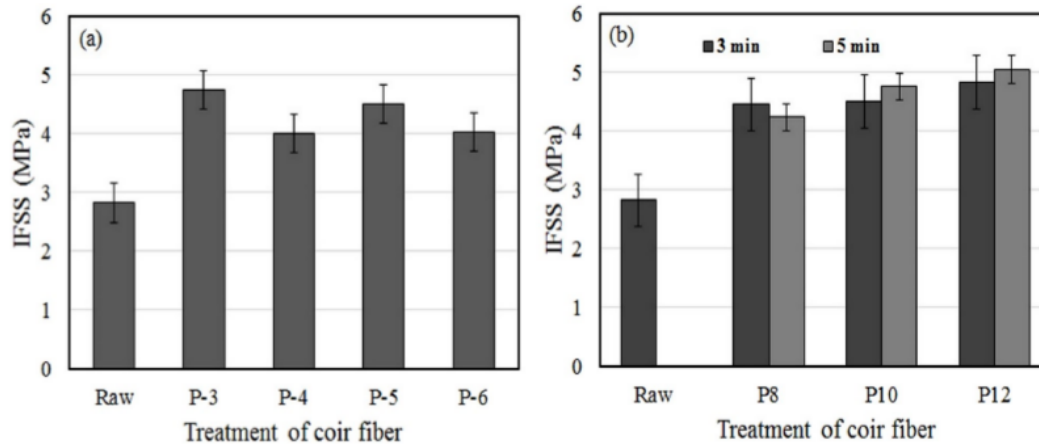 (a)
IFSS (MPa)
6
5
4
3
2
1
0
Raw P-3 P-4 P-5 P-6
Treatment of coir fiber
(b)
3 min 5 min
IFSS (MPa)
6
5
4
3
2
1
0
Raw P8 P10 P12
Treatment of coir fiber